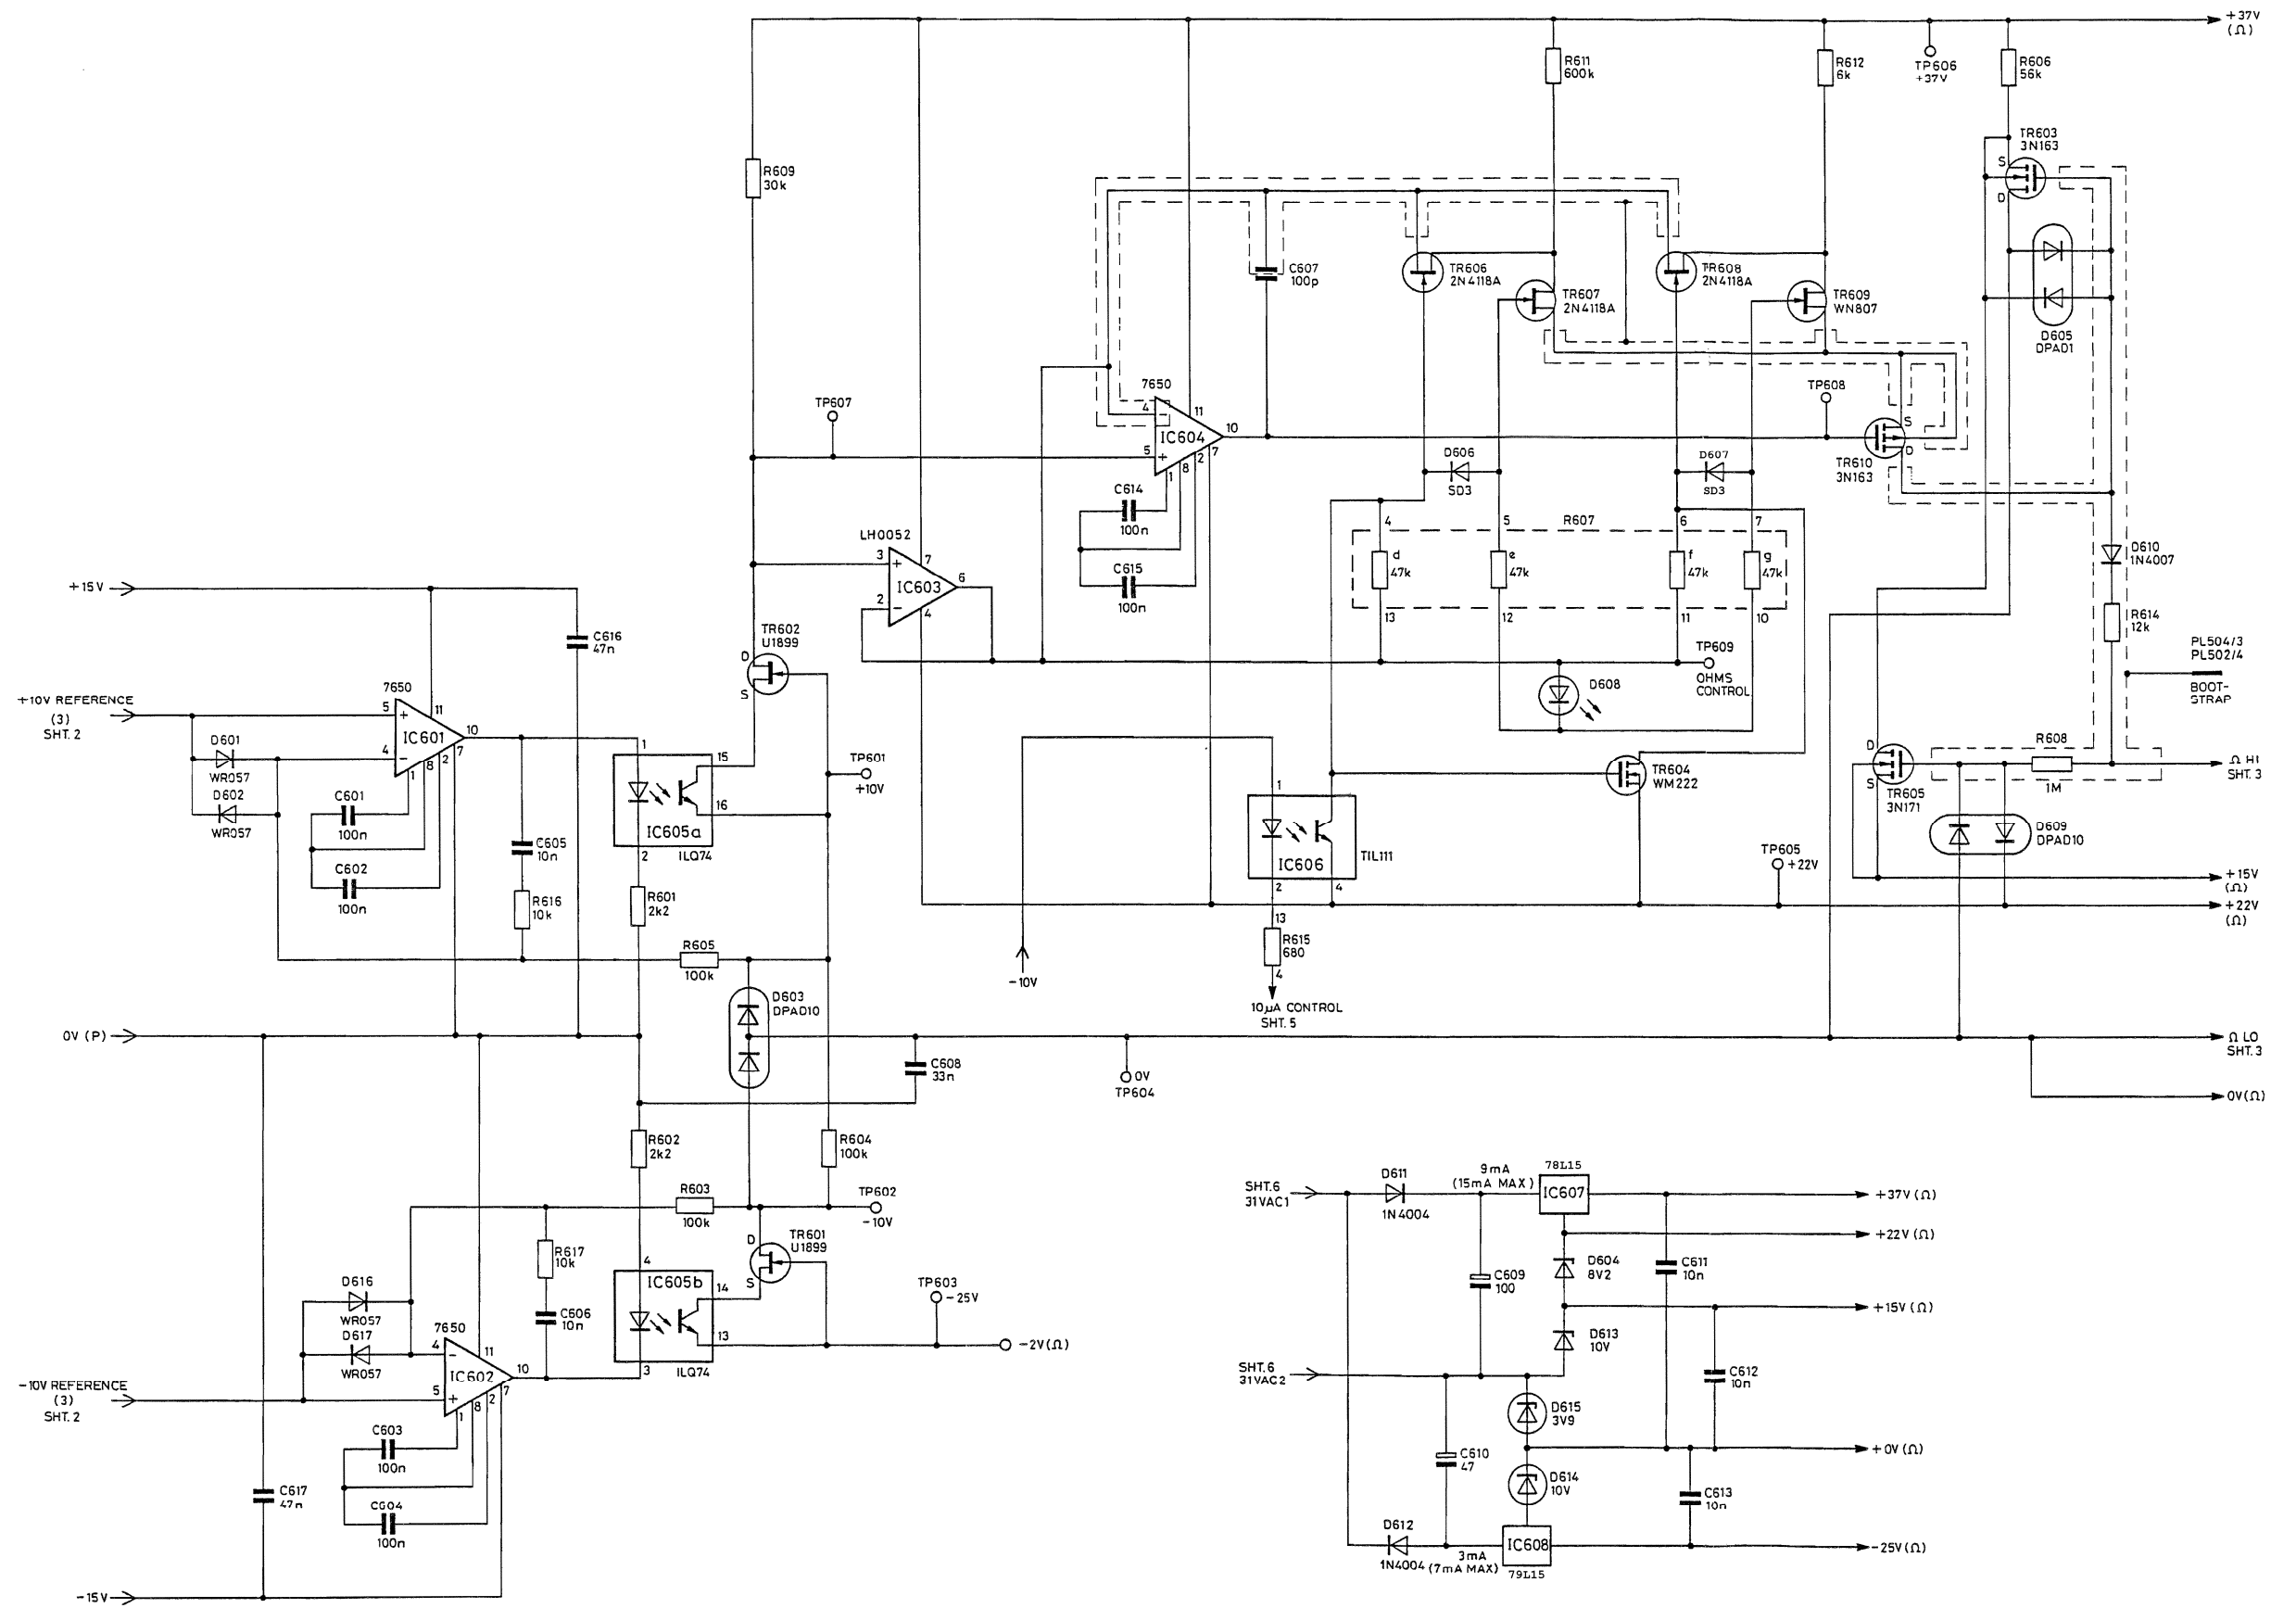 +37V
(Ω)
R611
600k
R612
6k
TP606
+37V
R606
56k
TR603
3N163
S
D
R609
30k
C607
100p
TR606
2N4118A
TR607
2N4118A
TR608
2N4118A
TR609
WN807
D605
DPAD1
TP607
7650
4
-
11
IC604
10
5
+
7
1
8
2
TP608
S
D
TR610
3N163
D606
SD3
D607
SD3
C614
100n
C615
100n
4
5
R607
6
7
d
47k
e
47k
f
47k
g
47k
13
12
11
10
D610
1N4007
R614
12k
LH0052
3
+
7
IC603
6
2
-
4
+15V
C616
47n
TR602
U1899
D
S
TP609
OHMS
CONTROL
D608
PL504/3
PL502/4
BOOT-
STRAP
+10V REFERENCE
(3)
SHT. 2
7650
5
+
11
IC601
10
4
-
7
1
8
2
D601
WR057
D602
WR057
C601
100n
C602
100n
C605
10n
R616
10k
1
15
16
IC605a
2
ILQ74
TP601
+10V
R601
2k2
R605
100k
1
IC606
2
4
TIL111
TR604
WM222
D
S
TR605
3N171
R608
1M
Ω HI
SHT. 3
D609
DPAD10
TP605
+22V
+15V
(Ω)
+22V
(Ω)
-10V
13
R615
680
4
10µA CONTROL
SHT. 5
D603
DPAD10
0V (P)
C608
33n
0V
TP604
Ω LO
SHT. 3
0V(Ω)
R602
2k2
R604
100k
R603
100k
TP602
-10V
R617
10k
C606
10n
D
TR601
U1899
S
4
IC605b
14
13
3
ILQ74
TP603
-25V
-2V(Ω)
D616
WR057
D617
WR057
7650
4
-
11
IC602
10
5
+
7
1
8
2
-10V REFERENCE
(3)
SHT. 2
C603
100n
C604
100n
C617
47n
-15V
SHT. 6
31VAC1
D611
1N4004
9mA
(15mA MAX)
78L15
IC607
+37V(Ω)
+22V(Ω)
D604
8V2
C611
10n
C609
100
+15V(Ω)
D613
10V
SHT. 6
31VAC2
C612
10n
D615
3V9
+0V(Ω)
C610
47
D614
10V
C613
10n
D612
1N4004
3mA
(7mA MAX)
IC608
79L15
-25V(Ω)